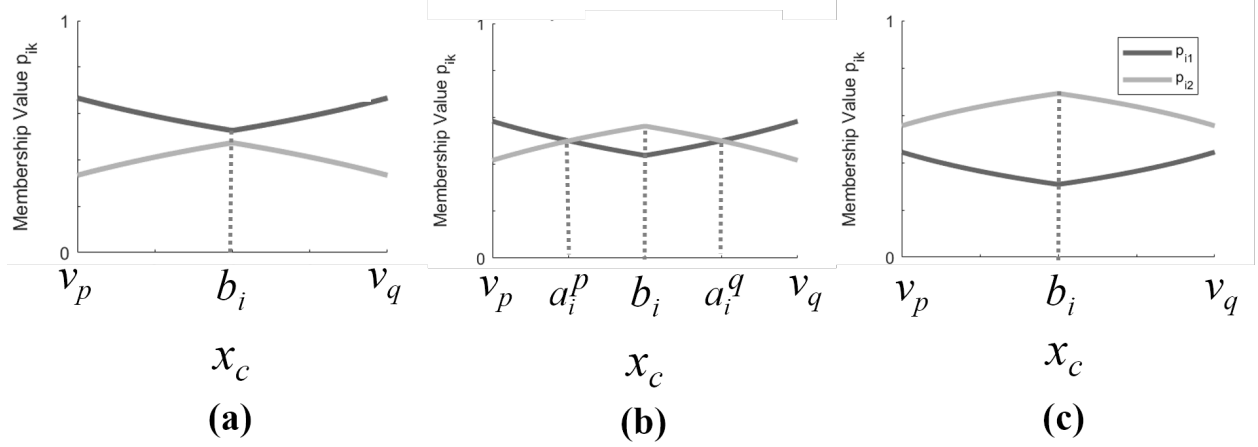 Membership Value p_ik
1
0
v_p b_i v_q
x_c
(a)
Membership Value p_ik
1
0
v_p a_i^p b_i a_i^q v_q
x_c
(b)
Membership Value p_ik
1
0
p_i1
p_i2
v_p b_i v_q
x_c
(c)